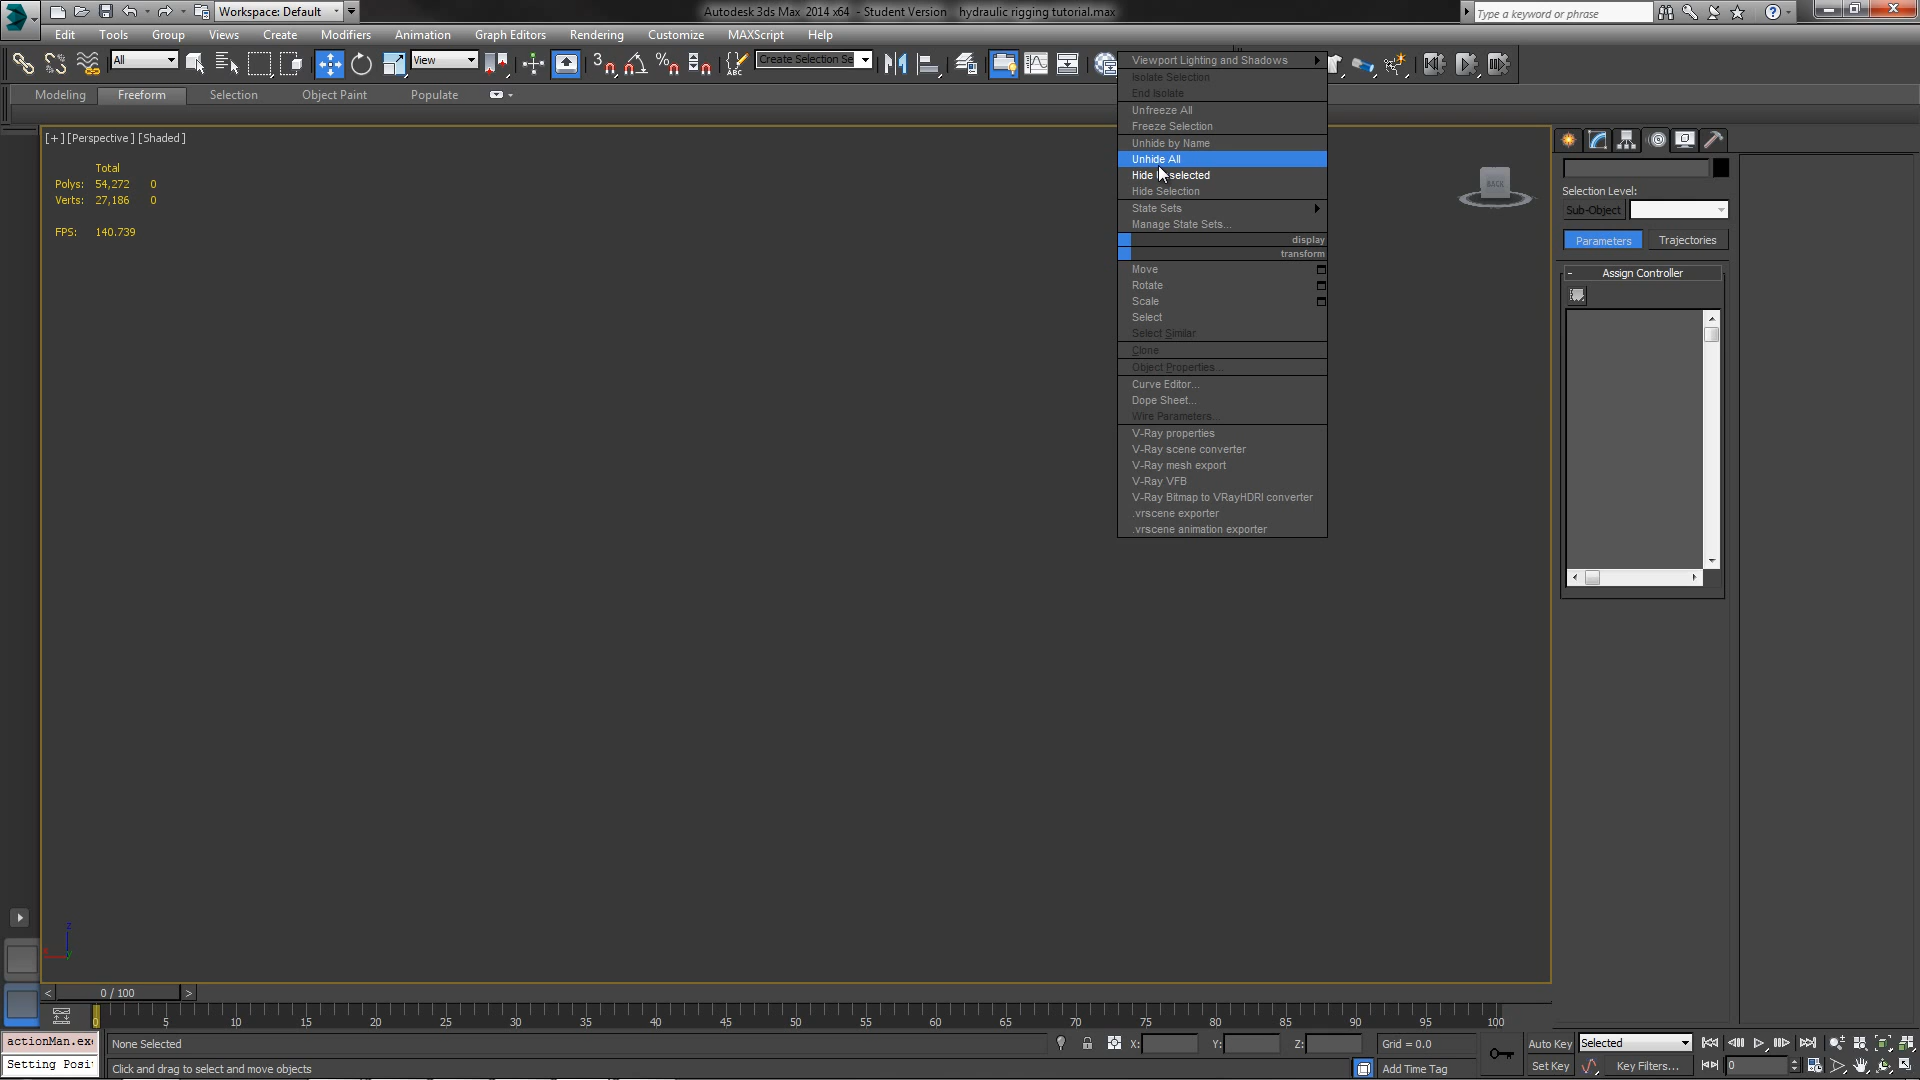 Workspace: Default
Autodesk 3ds Max 2014 x64 - Student Version hydraulic rigging tutorial.max
Type a keyword or phrase
Edit Tools Group Views Create Modifiers Animation Graph Editors Rendering Customize MAXScript Help
All
View
Create Selection Se
Modeling Freeform Selection Object Paint Populate
[+] [Perspective] [Shaded]
Total
Polys: 54,272 0
Verts: 27,186 0
FPS: 140.739
BACK
Viewport Lighting and Shadows
Isolate Selection
End Isolate
Unfreeze All
Freeze Selection
Unhide by Name
Unhide All
Hide selected
Hide Selection
State Sets
Manage State Sets...
display
transform
Move
Rotate
Scale
Select
Select Similar
Clone
Object Properties...
Curve Editor...
Dope Sheet...
Wire Parameters...
V-Ray properties
V-Ray scene converter
V-Ray mesh export
V-Ray VFB
V-Ray Bitmap to VRayHDRI converter
.vrscene exporter
.vrscene animation exporter
Selection Level:
Sub-Object
Parameters Trajectories
- Assign Controller
z
< 0 / 100 >
0 5 10 15 20 25 30 35 40 45 50 55 60 65 70 75 80 85 90 95 100
actionMan.exe
Setting Posi
None Selected
X: Y: Z: Grid = 0.0
Auto Key Selected
Click and drag to select and move objects
Add Time Tag
Set Key Key Filters... 0